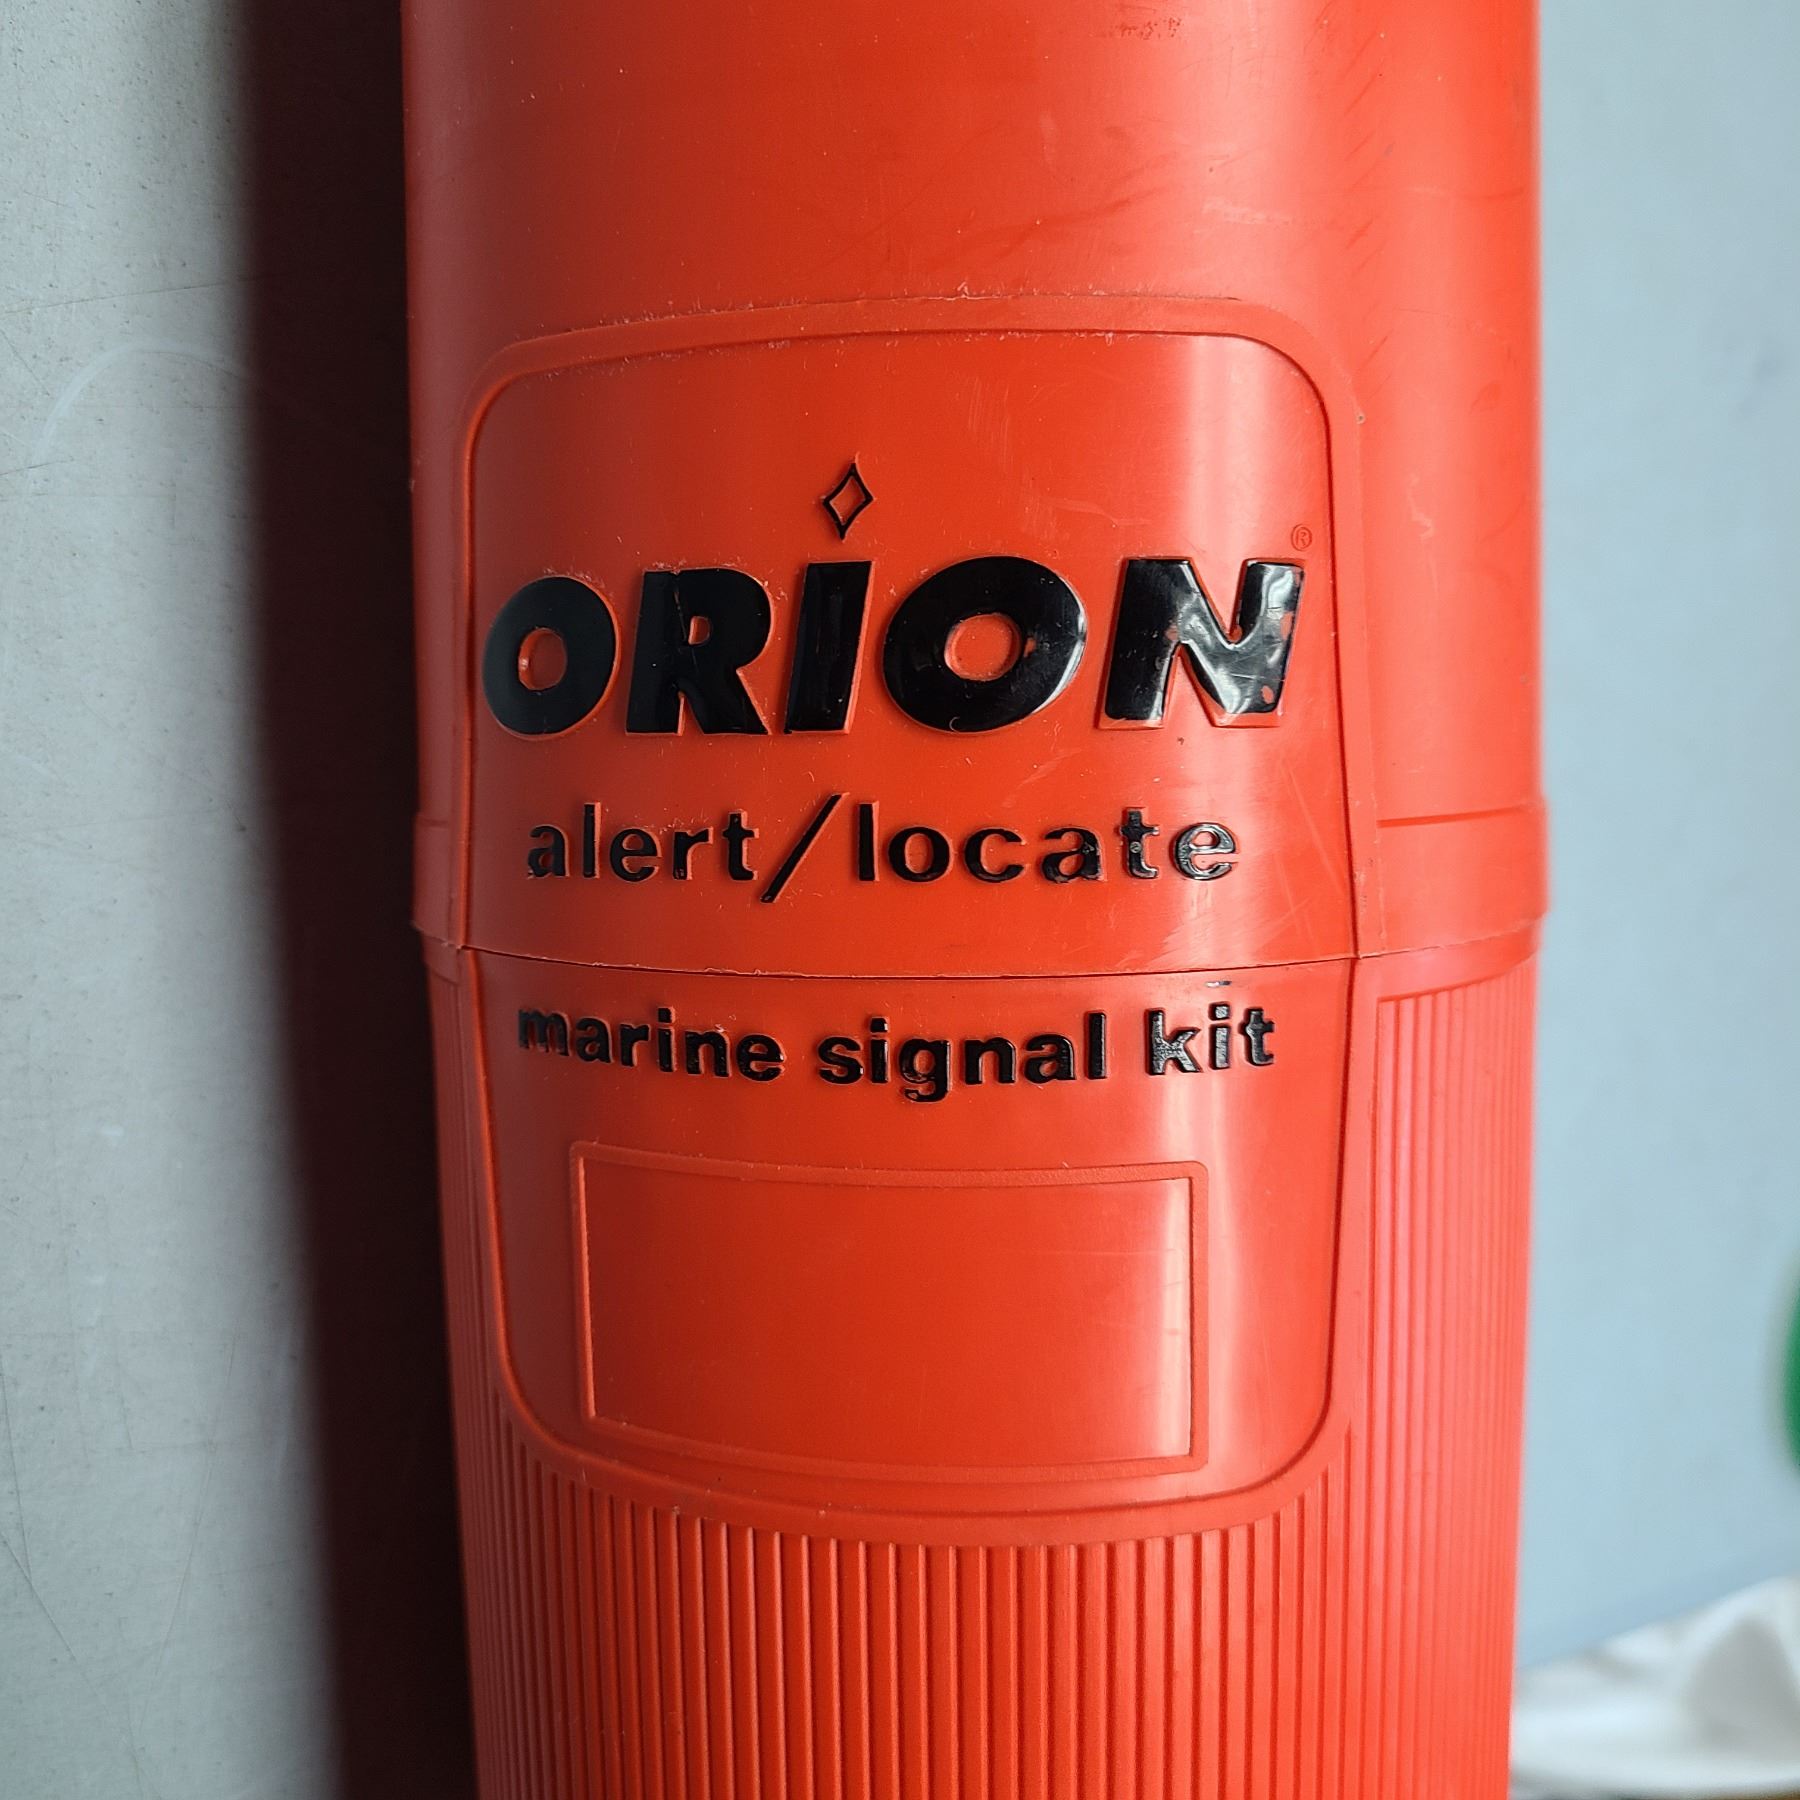 ORION®
alert/locate
marine signal kit